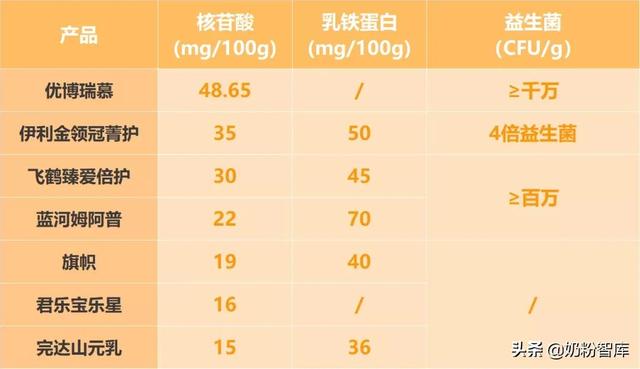 产品 核苷酸 (mg/100g) 乳铁蛋白 (mg/100g) 益生菌 (CFU/g)
优博瑞慕 48.65 / ≥千万
伊利金领冠菁护 35 50 4倍益生菌
飞鹤臻爱倍护 30 45
≥百万
蓝河姆阿普 22 70
旗帜 19 40
君乐宝乐星 16 / /
完达山元乳 15 36
头条 @奶粉智库